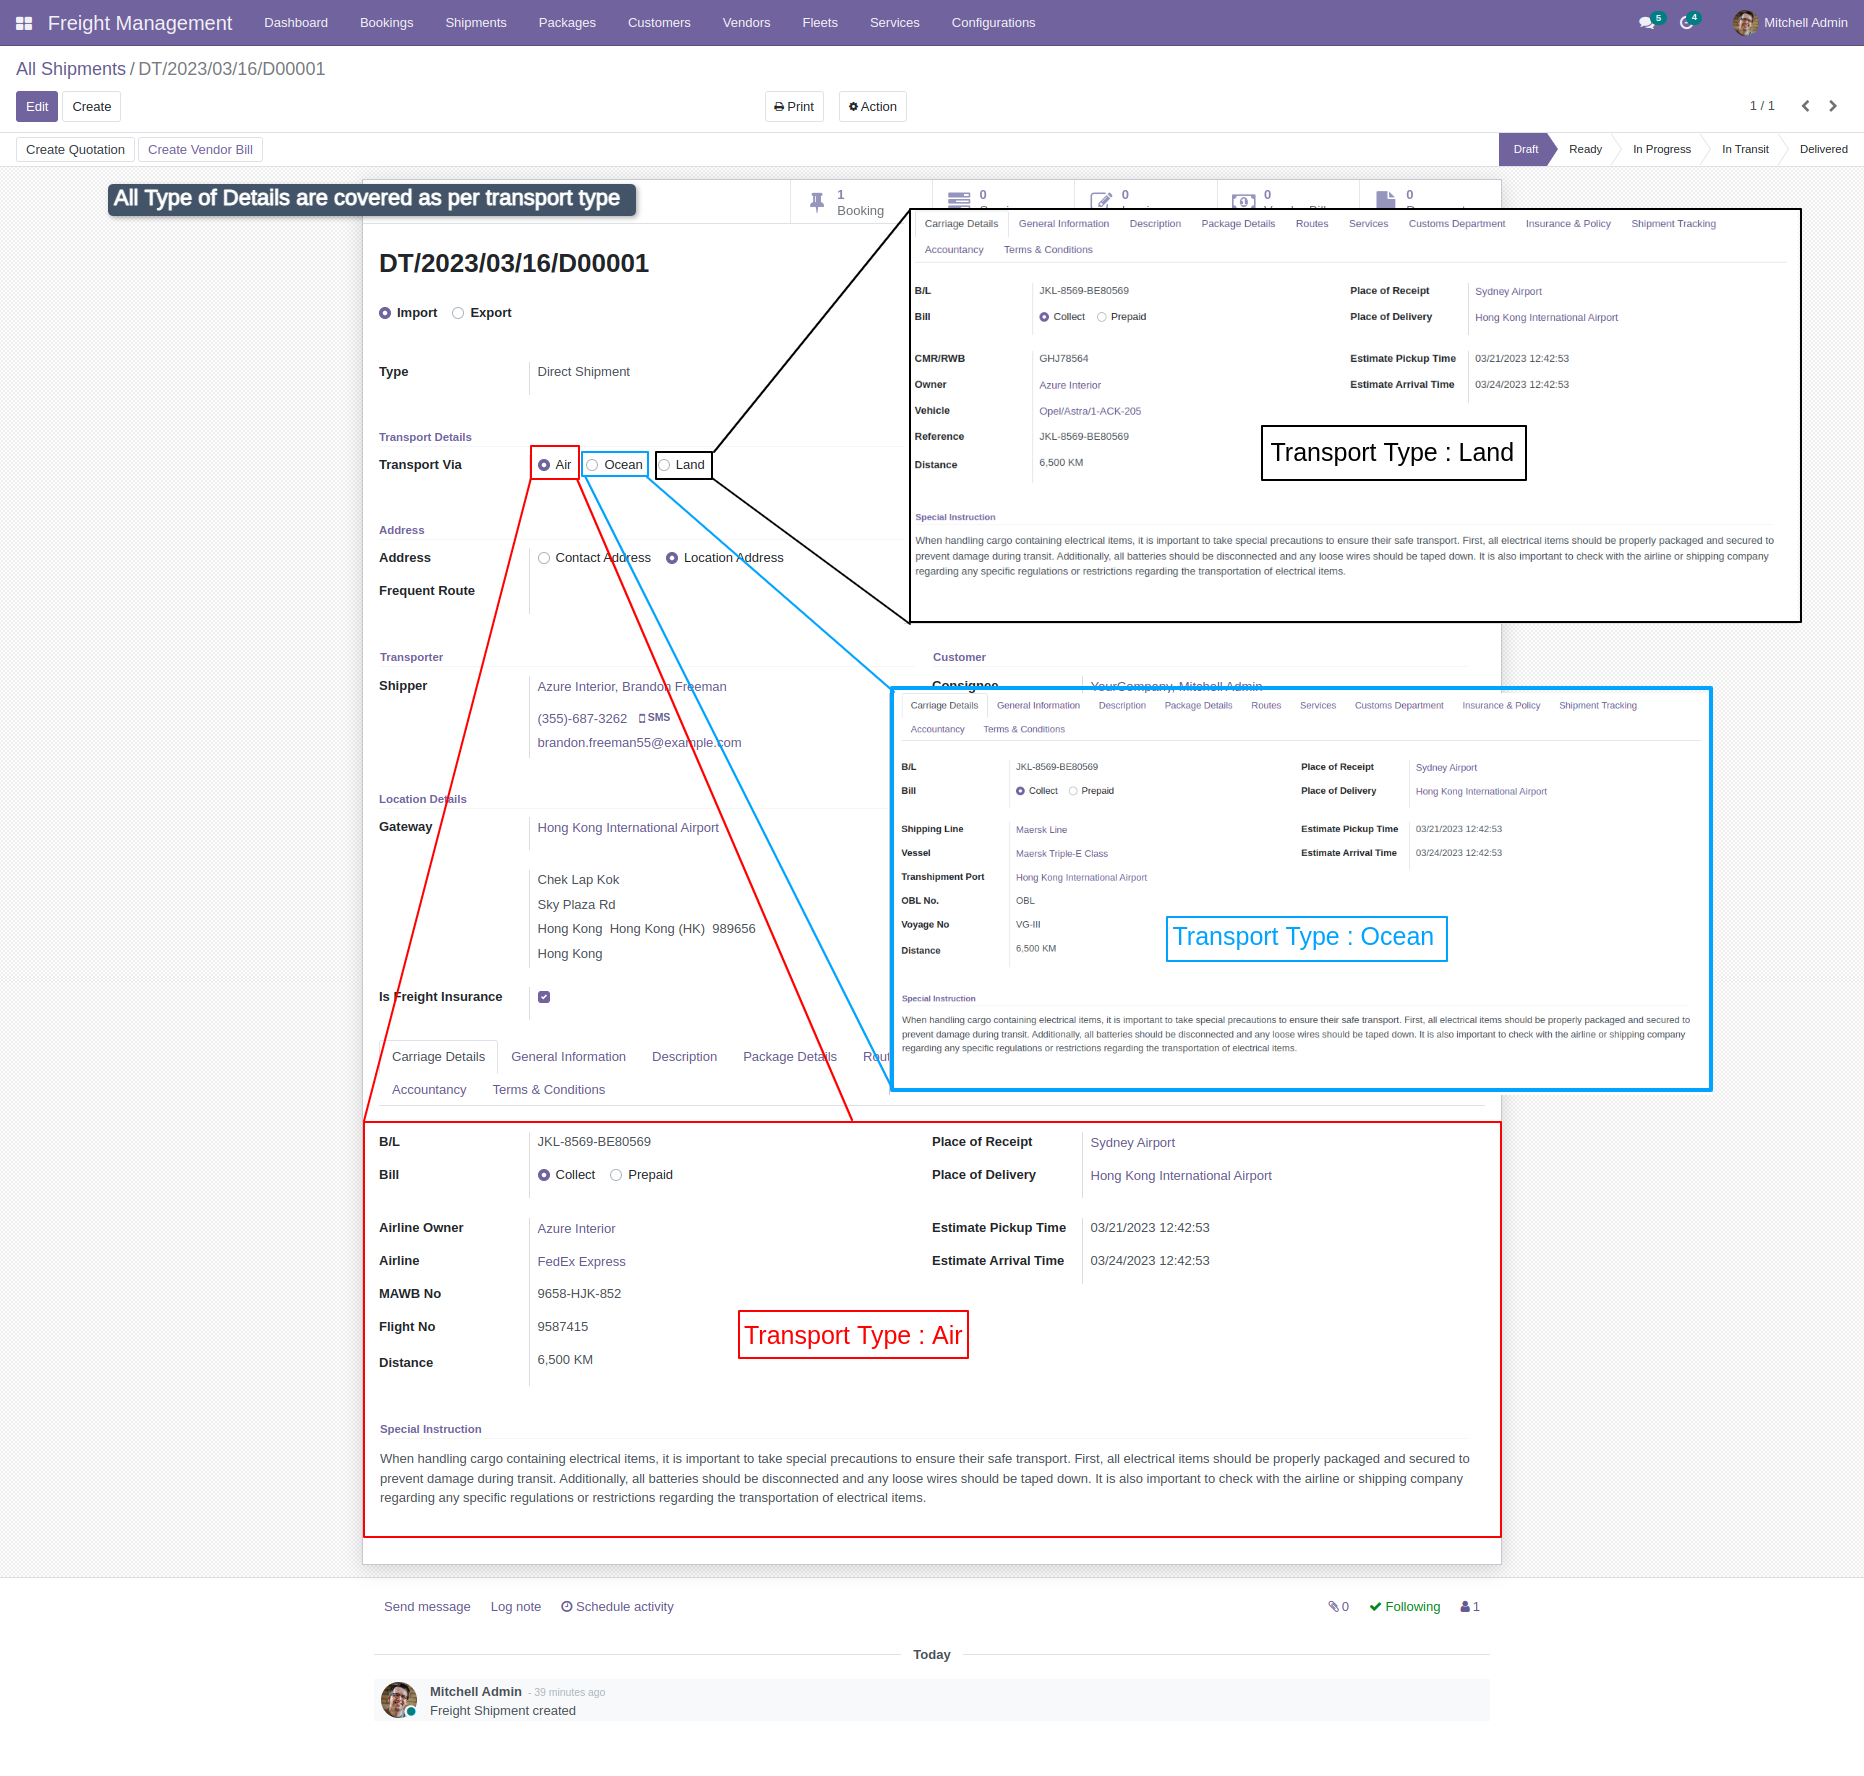 Freight Management Dashboard Bookings Shipments Packages Customers Vendors Fleets Services Configurations 5 4 Mitchell Admin
All Shipments / DT/2023/03/16/D00001
Edit Create Print Action 1 / 1
Create Quotation Create Vendor Bill Draft Ready In Progress In Transit Delivered
All Type of Details are covered as per transport type
1 Booking 0 0 0 0
DT/2023/03/16/D00001
Import Export
Type Direct Shipment
Transport Details
Transport Via Air Ocean Land
Address
Address Contact Address Location Address
Frequent Route
Carriage Details General Information Description Package Details Routes Services Customs Department Insurance & Policy Shipment Tracking
Accountancy Terms & Conditions
B/L JKL-8569-BE80569 Place of Receipt Sydney Airport
Bill Collect Prepaid Place of Delivery Hong Kong International Airport
CMR/RWB GHJ78564 Estimate Pickup Time 03/21/2023 12:42:53
Owner Azure Interior Estimate Arrival Time 03/24/2023 12:42:53
Vehicle Opel/Astra/1-ACK-205
Reference JKL-8569-BE80569
Distance 6,500 KM
Transport Type : Land
Special Instruction
When handling cargo containing electrical items, it is important to take special precautions to ensure their safe transport. First, all electrical items should be properly packaged and secured to
prevent damage during transit. Additionally, all batteries should be disconnected and any loose wires should be taped down. It is also important to check with the airline or shipping company
regarding any specific regulations or restrictions regarding the transportation of electrical items.
Transporter Customer
Shipper Azure Interior, Brandon Freeman Consignee YourCompany, Mitchell Admin
(355)-687-3262 SMS
brandon.freeman55@example.com
Location Details
Gateway Hong Kong International Airport
Chek Lap Kok
Sky Plaza Rd
Hong Kong Hong Kong (HK) 989656
Hong Kong
Is Freight Insurance
Carriage Details General Information Description Package Details Routes Services Customs Department Insurance & Policy Shipment Tracking
Accountancy Terms & Conditions
B/L JKL-8569-BE80569 Place of Receipt Sydney Airport
Bill Collect Prepaid Place of Delivery Hong Kong International Airport
Shipping Line Maersk Line Estimate Pickup Time 03/21/2023 12:42:53
Vessel Maersk Triple-E Class Estimate Arrival Time 03/24/2023 12:42:53
Transhipment Port Hong Kong International Airport
OBL No. OBL
Voyage No VG-III
Distance 6,500 KM
Transport Type : Ocean
Special Instruction
When handling cargo containing electrical items, it is important to take special precautions to ensure their safe transport. First, all electrical items should be properly packaged and secured to
prevent damage during transit. Additionally, all batteries should be disconnected and any loose wires should be taped down. It is also important to check with the airline or shipping company
regarding any specific regulations or restrictions regarding the transportation of electrical items.
Carriage Details General Information Description Package Details Rout
Accountancy Terms & Conditions
B/L JKL-8569-BE80569 Place of Receipt Sydney Airport
Bill Collect Prepaid Place of Delivery Hong Kong International Airport
Airline Owner Azure Interior Estimate Pickup Time 03/21/2023 12:42:53
Airline FedEx Express Estimate Arrival Time 03/24/2023 12:42:53
MAWB No 9658-HJK-852
Flight No 9587415
Distance 6,500 KM
Transport Type : Air
Special Instruction
When handling cargo containing electrical items, it is important to take special precautions to ensure their safe transport. First, all electrical items should be properly packaged and secured to
prevent damage during transit. Additionally, all batteries should be disconnected and any loose wires should be taped down. It is also important to check with the airline or shipping company
regarding any specific regulations or restrictions regarding the transportation of electrical items.
Send message Log note Schedule activity 0 Following 1
Today
Mitchell Admin - 39 minutes ago
Freight Shipment created